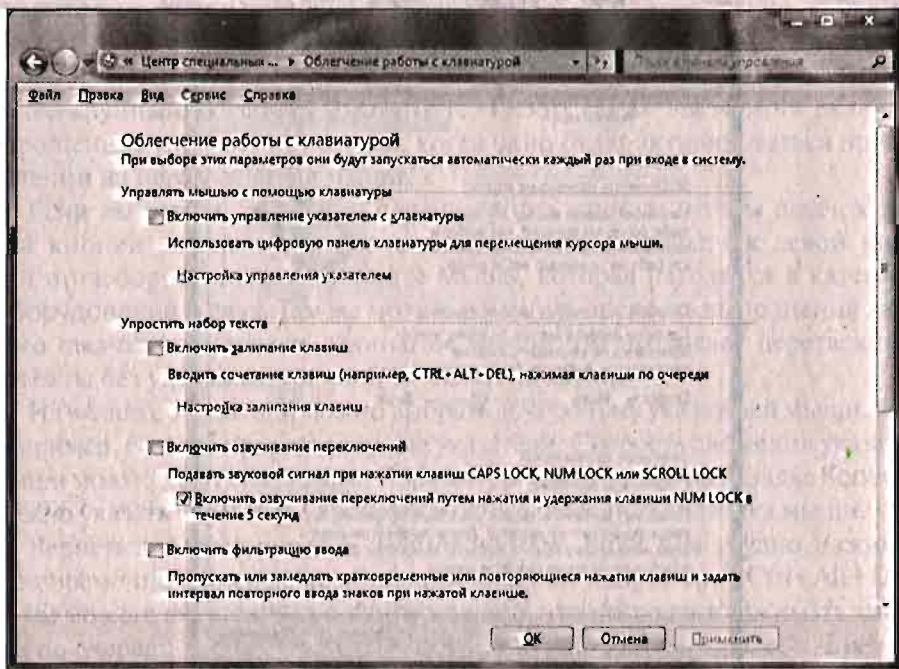 « Центр специальных ... ▸ Облегчение работы с клавиатурой
Файл Правка Вид Сервис Справка
Облегчение работы с клавиатурой
При выборе этих параметров они будут запускаться автоматически каждый раз при входе в систему.
Управлять мышью с помощью клавиатуры
Включить управление указателем с клавиатуры
Использовать цифровую панель клавиатуры для перемещения курсора мыши.
Настройка управления указателем
Упростить набор текста
Включить залипание клавиш
Вводить сочетание клавиш (например, CTRL+ALT+DEL), нажимая клавиши по очереди
Настройка залипания клавиш
Включить озвучивание переключений
Подавать звуковой сигнал при нажатии клавиш CAPS LOCK, NUM LOCK или SCROLL LOCK
Включить озвучивание переключений путем нажатия и удержания клавиши NUM LOCK в
течение 5 секунд
Включить фильтрацию ввода
Пропускать или замедлять кратковременные или повторяющиеся нажатия клавиш и задать
интервал повторного ввода знаков при нажатой клавише.
OK Отмена Применить